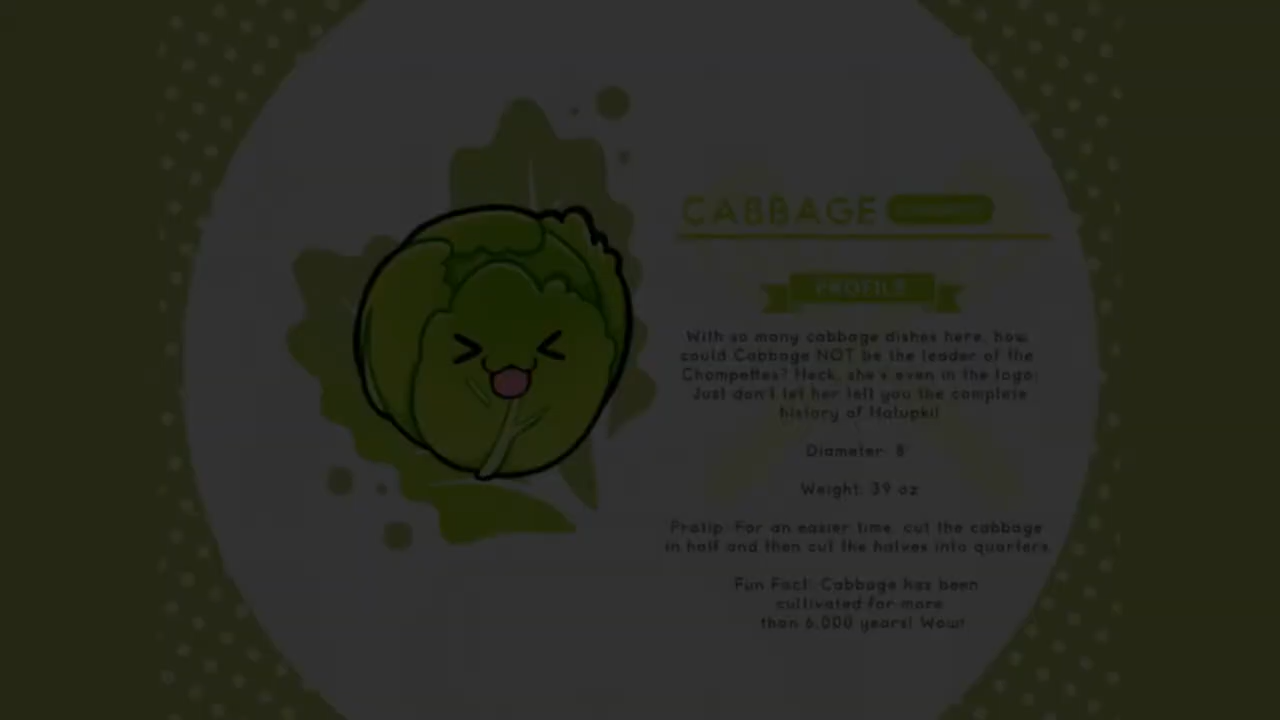 CABBAGE
PROFILE
With so many cabbage dishes here, how
could Cabbage NOT be the leader of the
Chompettes? Heck, she's even in the logo.
Just don't let her tell you the complete
history of Halupki!
Diameter: 8"
Weight: 39 oz
Protip: For an easier time, cut the cabbage
in half and then cut the halves into quarters.
Fun Fact: Cabbage has been
cultivated for more
than 6,000 years! Wow!